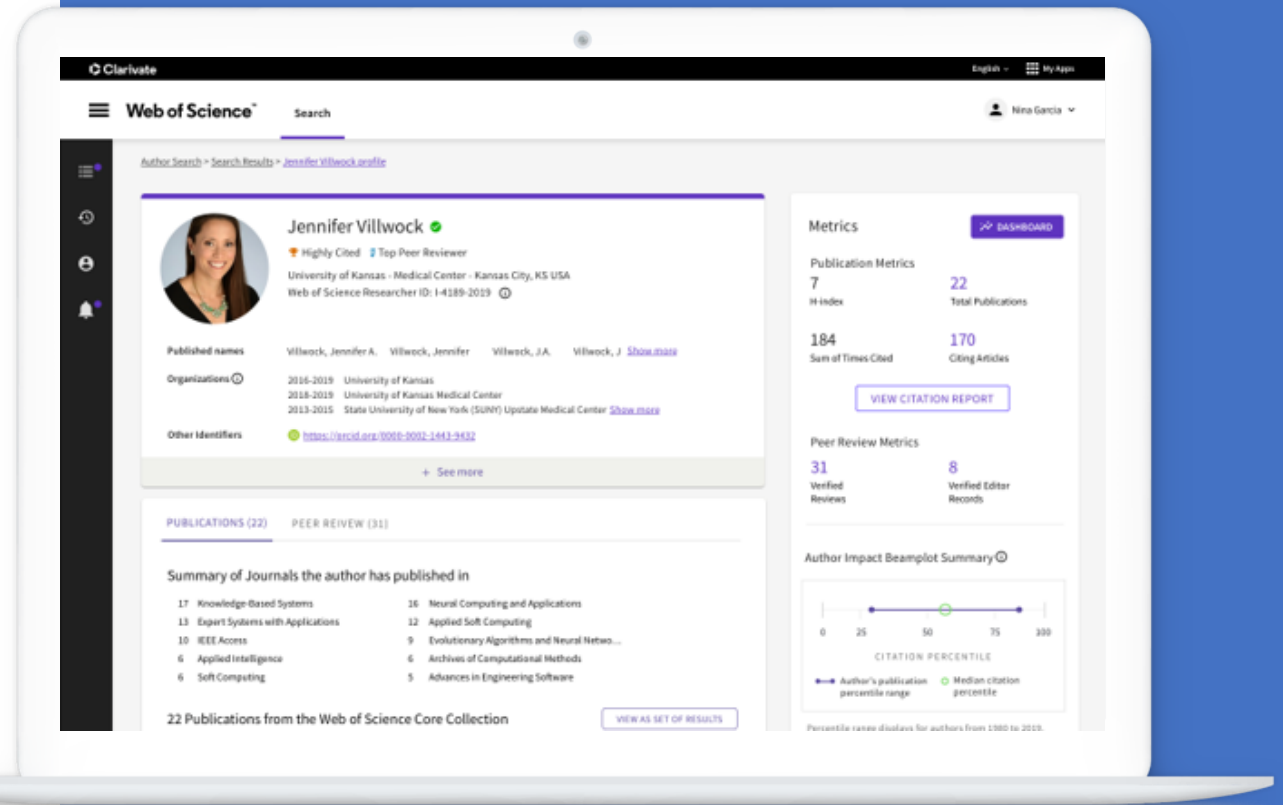 Clarivate
English
My Apps
Web of Science™
Search
Nina Garcia
Author Search > Search Results > Jennifer Villwock profile
Jennifer Villwock
Highly Cited Top Peer Reviewer
University of Kansas - Medical Center - Kansas City, KS USA
Web of Science Researcher ID: I-4189-2019
Published names Villwock, Jennifer A. Villwock, Jennifer Villwock, J.A. Villwock, J Show more
Organizations 2016-2019 University of Kansas
2018-2019 University of Kansas Medical Center
2013-2015 State University of New York (SUNY) Upstate Medical Center Show more
Other Identifiers https://orcid.org/0000-0002-1443-9432
+ See more
PUBLICATIONS (22) PEER REIVEW (31)
Summary of Journals the author has published in
17 Knowledge-Based Systems 16 Neural Computing and Applications
13 Expert Systems with Applications 12 Applied Soft Computing
10 IEEE Access 9 Evolutionary Algorithms and Neural Netwo...
6 Applied Intelligence 6 Archives of Computational Methods
6 Soft Computing 5 Advances in Engineering Software
22 Publications from the Web of Science Core Collection VIEW AS SET OF RESULTS
Metrics DASHBOARD
Publication Metrics
7 22
H-index Total Publications
184 170
Sum of Times Cited Citing Articles
VIEW CITATION REPORT
Peer Review Metrics
31 8
Verified Verified Editor
Reviews Records
Author Impact Beamplot Summary
0 25 50 75 100
CITATION PERCENTILE
Author's publication Median citation
percentile range percentile
Percentile range displays for authors from 1980 to 2019.